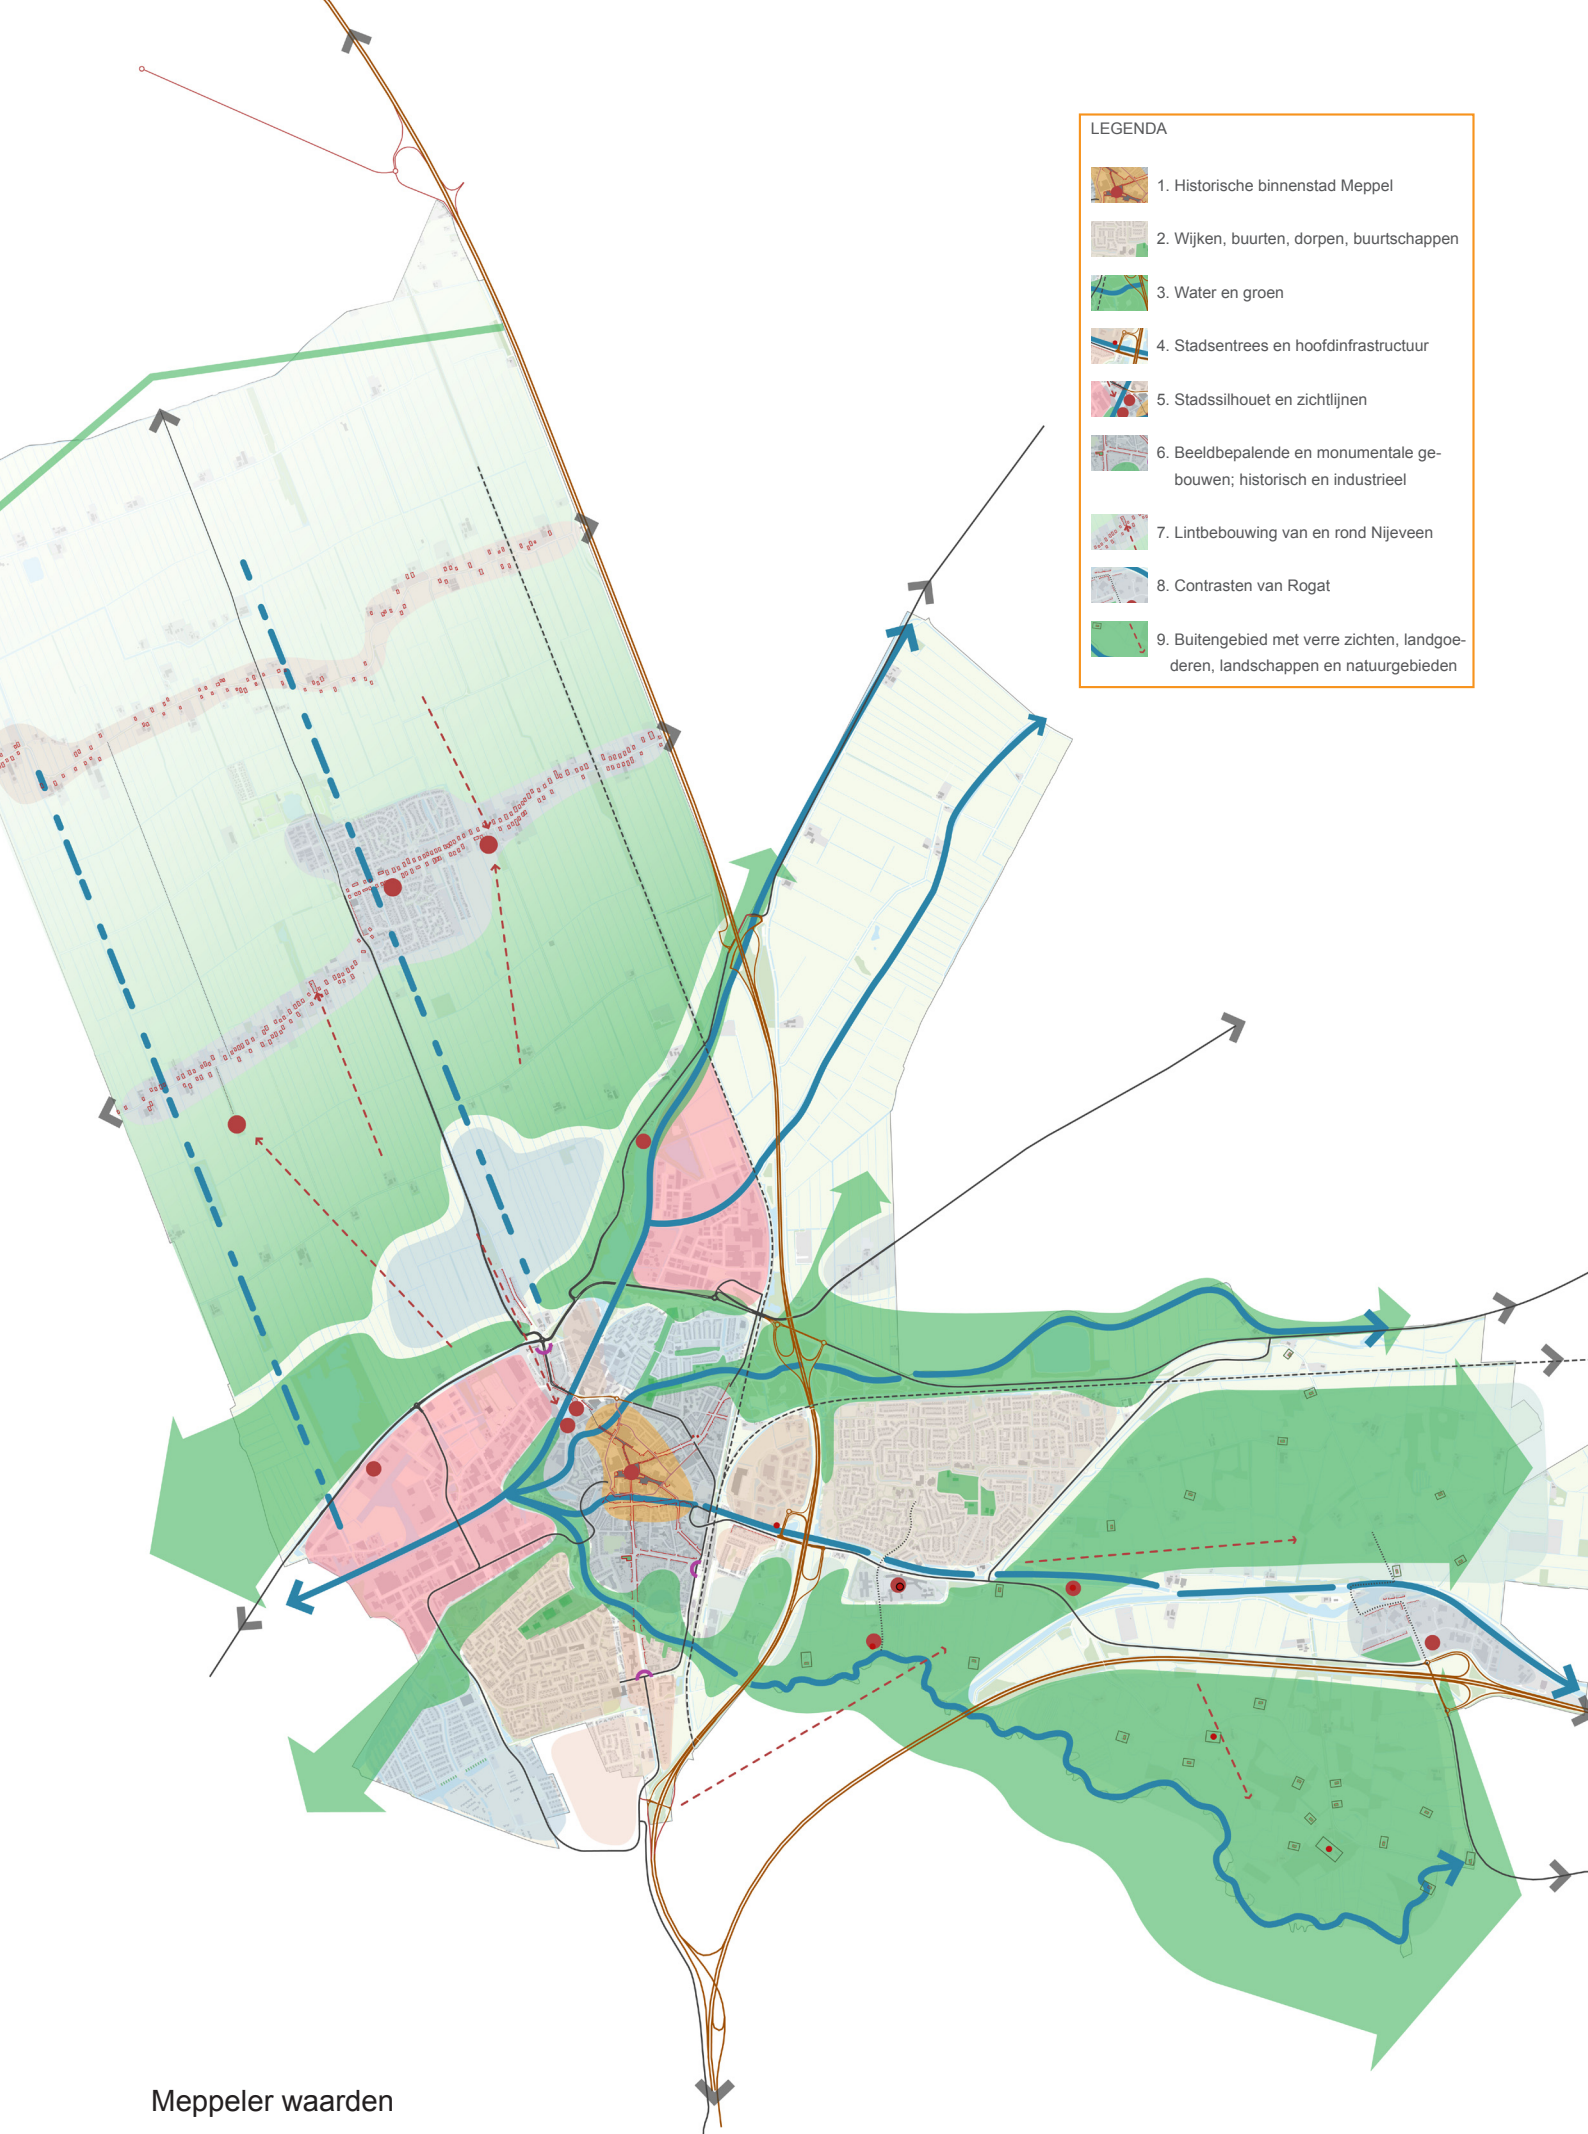 LEGENDA
1. Historische binnenstad Meppel
2. Wijken, buurten, dorpen, buurtschappen
3. Water en groen
4. Stadsentrees en hoofdinfrastructuur
5. Stadssilhouet en zichtlijnen
6. Beeldbepalende en monumentale ge-
bouwen; historisch en industrieel
7. Lintbebouwing van en rond Nijeveen
8. Contrasten van Rogat
9. Buitengebied met verre zichten, landgoe-
deren, landschappen en natuurgebieden
Meppeler waarden